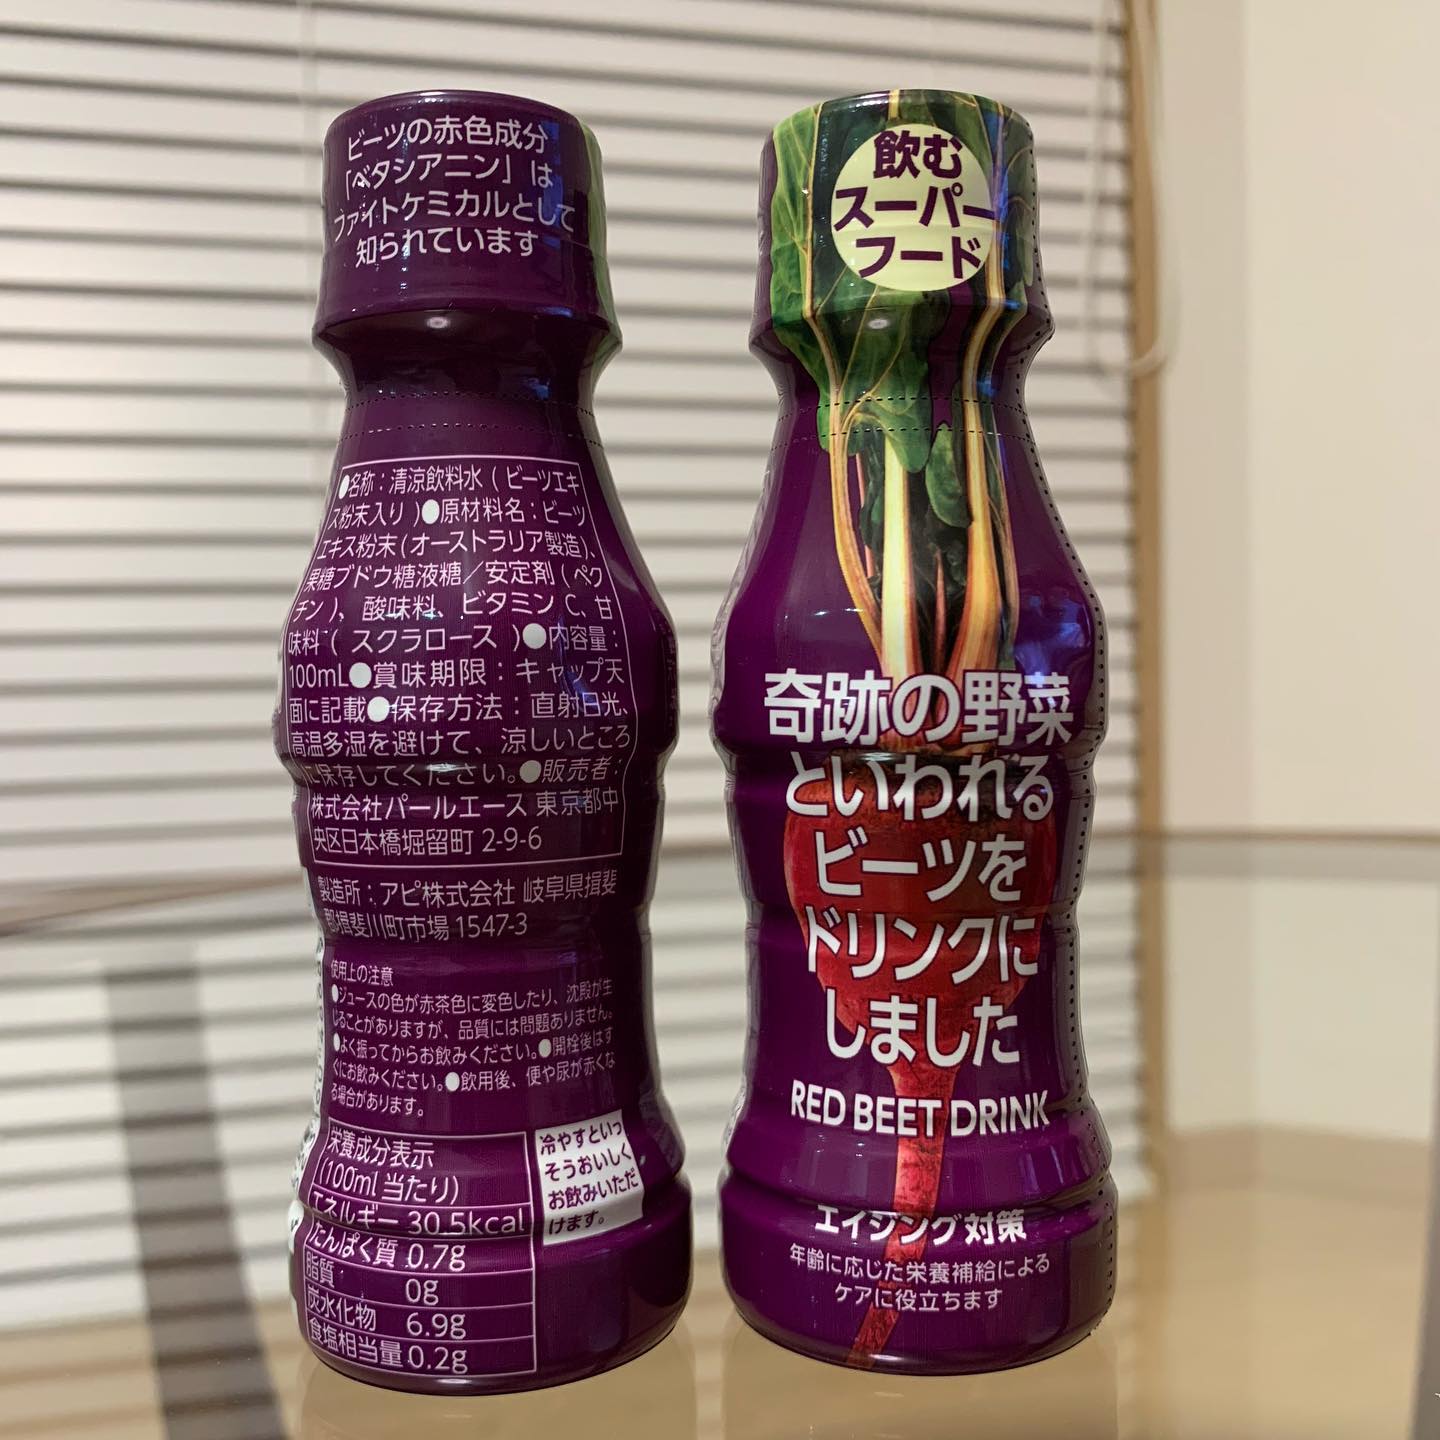 ビーツの赤色成分
「ベタシアニン」は
ファイトケミカルとして
知られています
●名称：清涼飲料水（ビーツエキ
ス粉末入り）●原材料名：ビーツ
エキス粉末（オーストラリア製造）、
果糖ブドウ糖液糖／安定剤（ペク
チン）、酸味料、ビタミンC、甘
味料（スクラロース）●内容量：
100mL●賞味期限：キャップ天
面に記載●保存方法：直射日光、
高温多湿を避けて、涼しいところ
に保存してください。●販売者：
株式会社パールエース 東京都中
央区日本橋堀留町 2-9-6
製造所：アピ株式会社 岐阜県揖斐
郡揖斐川町市場 1547-3
使用上の注意
●ジュースの色が赤茶色に変色したり、沈殿が生
じることがありますが、品質には問題ありません。
●よく振ってからお飲みください。●開栓後はす
ぐにお飲みください。●飲用後、便や尿が赤くな
る場合があります。
栄養成分表示
(100ml当たり)
エネルギー 30.5kcal
たんぱく質 0.7g
脂質 0g
炭水化物 6.9g
食塩相当量 0.2g
冷やすといっ
そうおいしく
お飲みいただ
けます。
飲む
スーパー
フード
奇跡の野菜
といわれる
ビーツを
ドリンクに
しました
RED BEET DRINK
エイジング対策
年齢に応じた栄養補給による
ケアに役立ちます